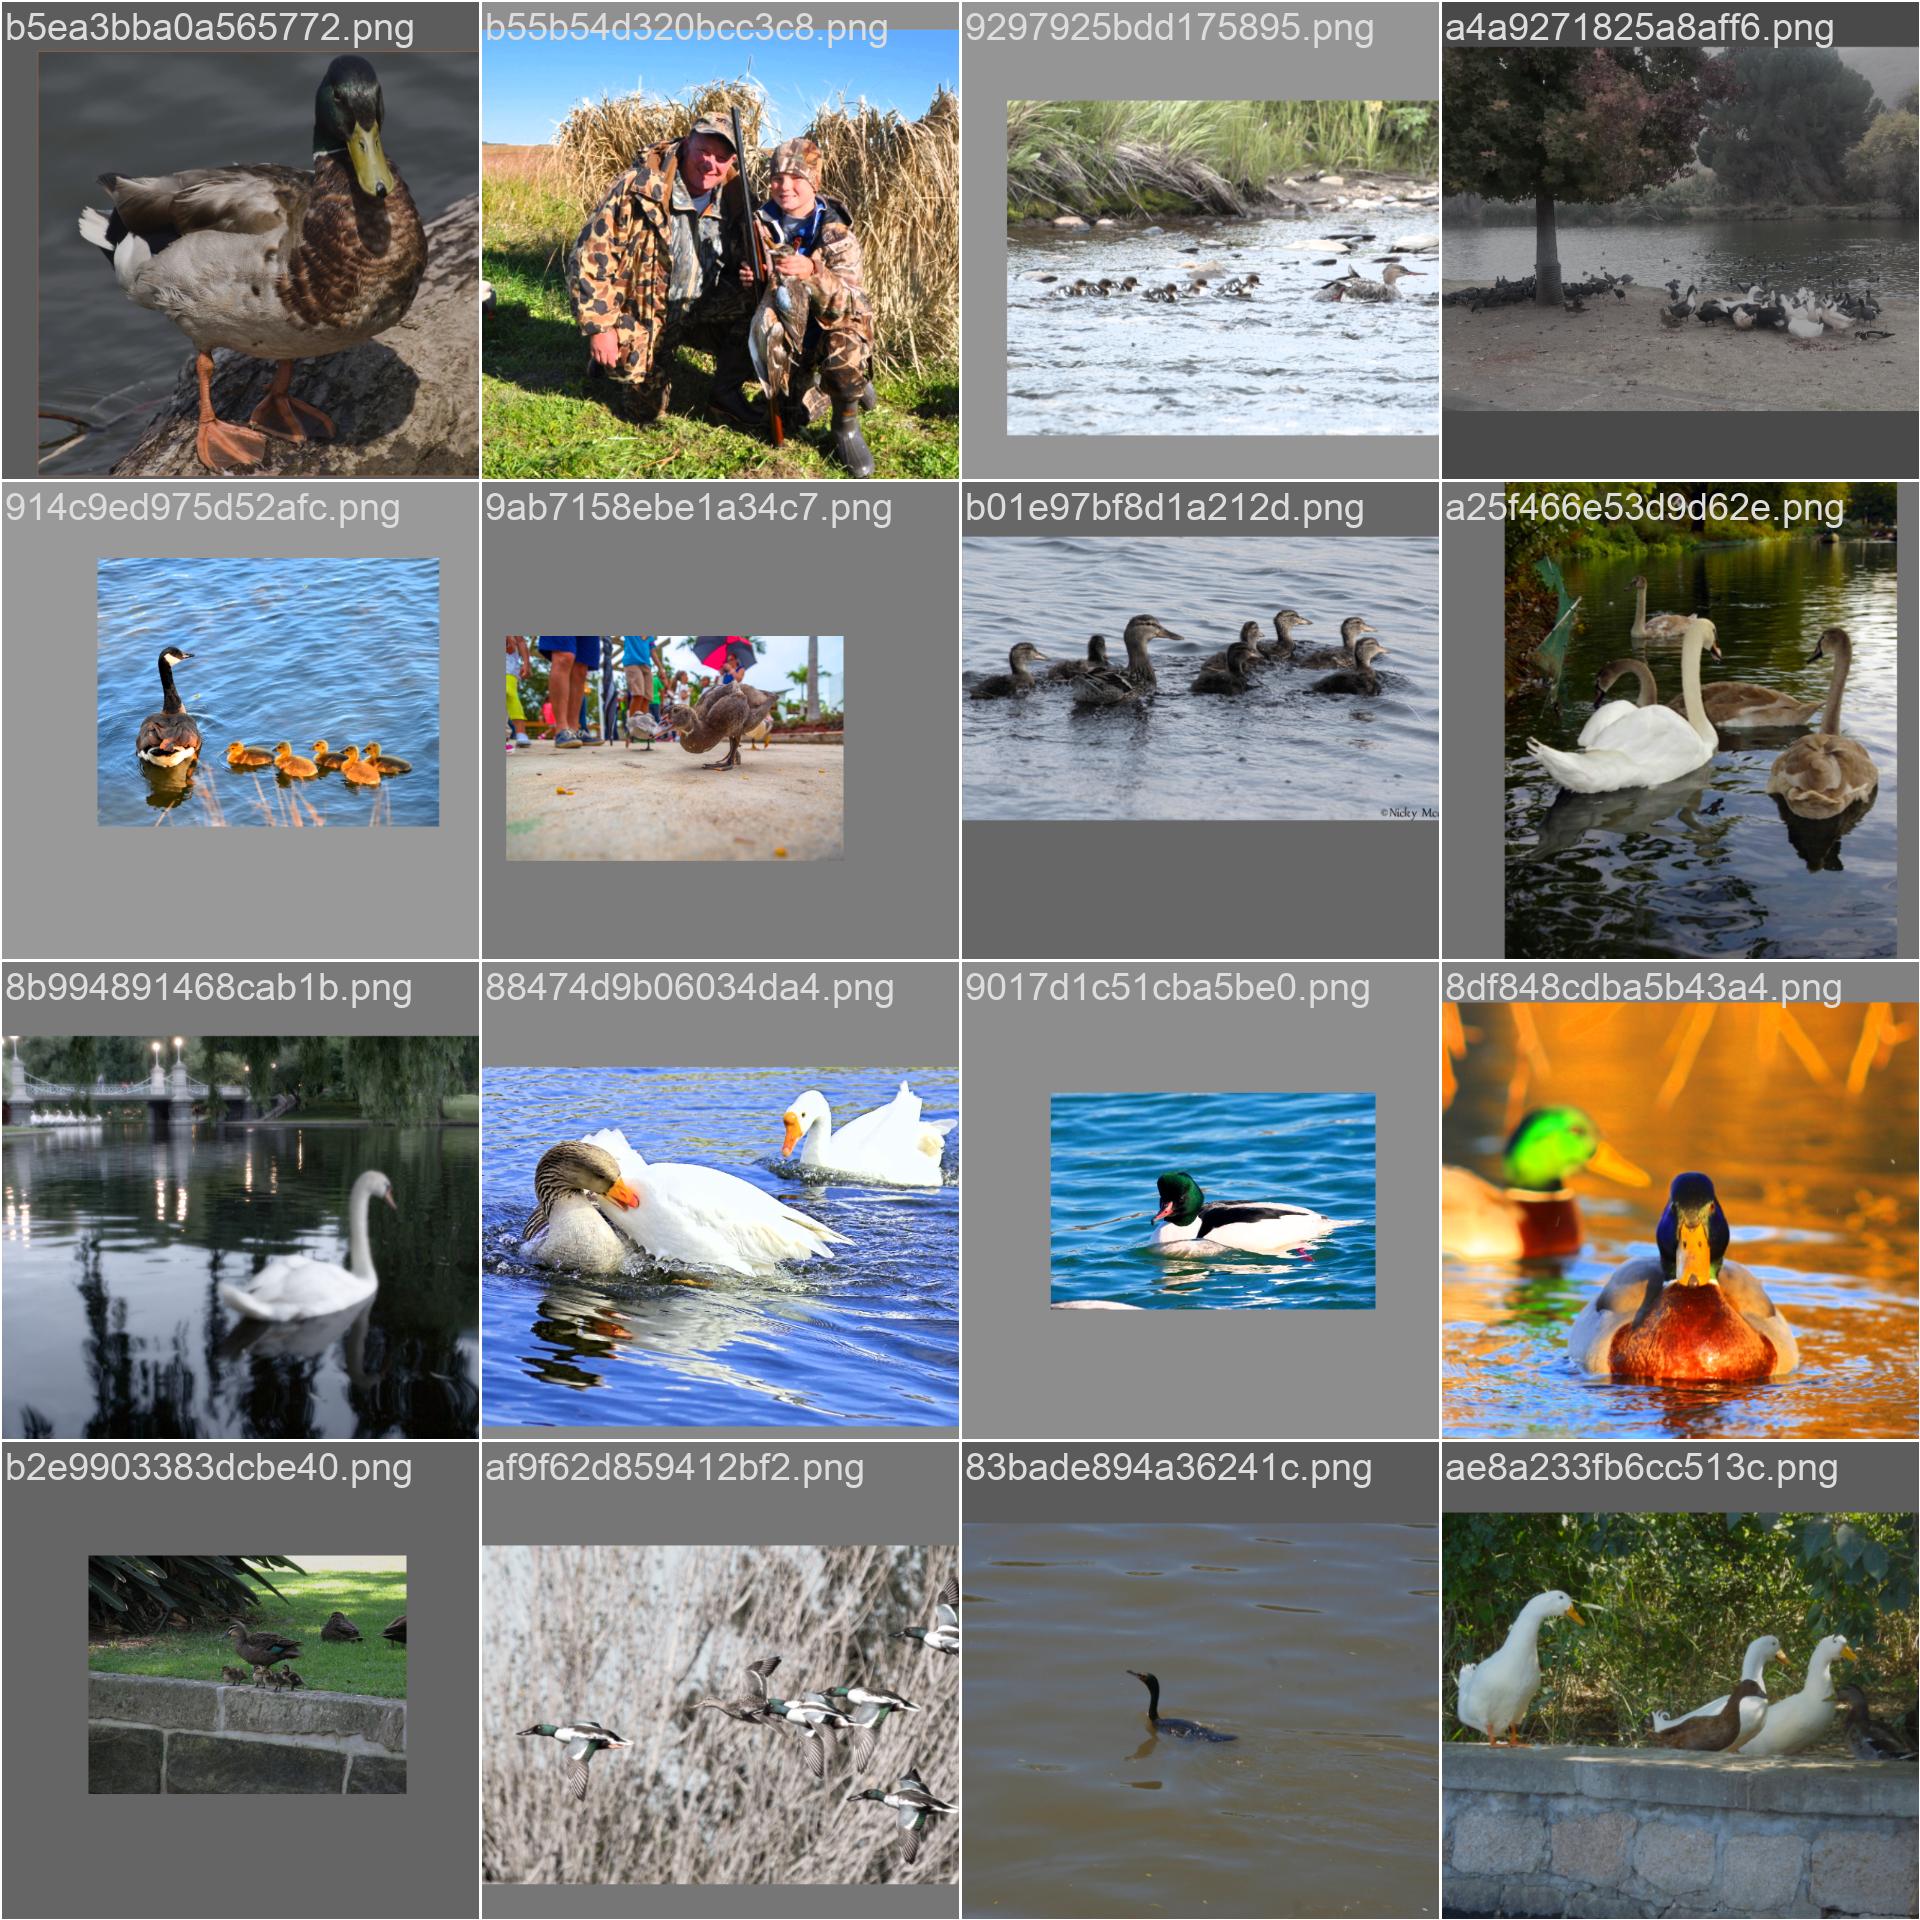 b5ea3bba0a565772.png
b55b54d320bcc3c8.png
9297925bdd175895.png
a4a9271825a8aff6.png
914c9ed975d52afc.png
9ab7158ebe1a34c7.png
b01e97bf8d1a212d.png
a25f466e53d9d62e.png
©Nicky
8b994891468cab1b.png
88474d9b06034da4.png
9017d1c51cba5be0.png
8df848cdba5b43a4.png
b2e9903383dcbe40.png
af9f62d859412bf2.png
83bade894a36241c.png
ae8a233fb6cc513c.png